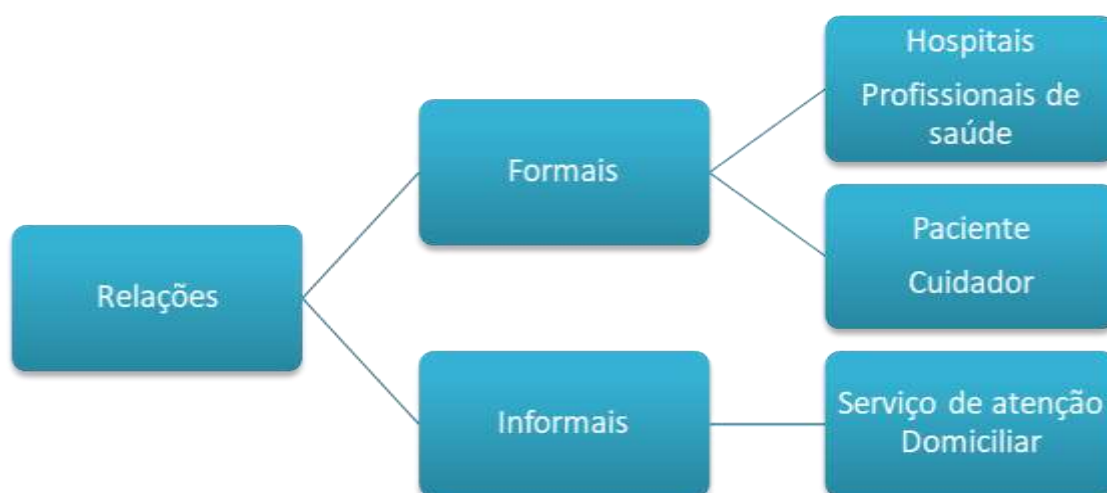 Relações
Formais
Informais
Hospitais
Profissionais de
saúde
Paciente
Cuidador
Serviço de atenção
Domiciliar